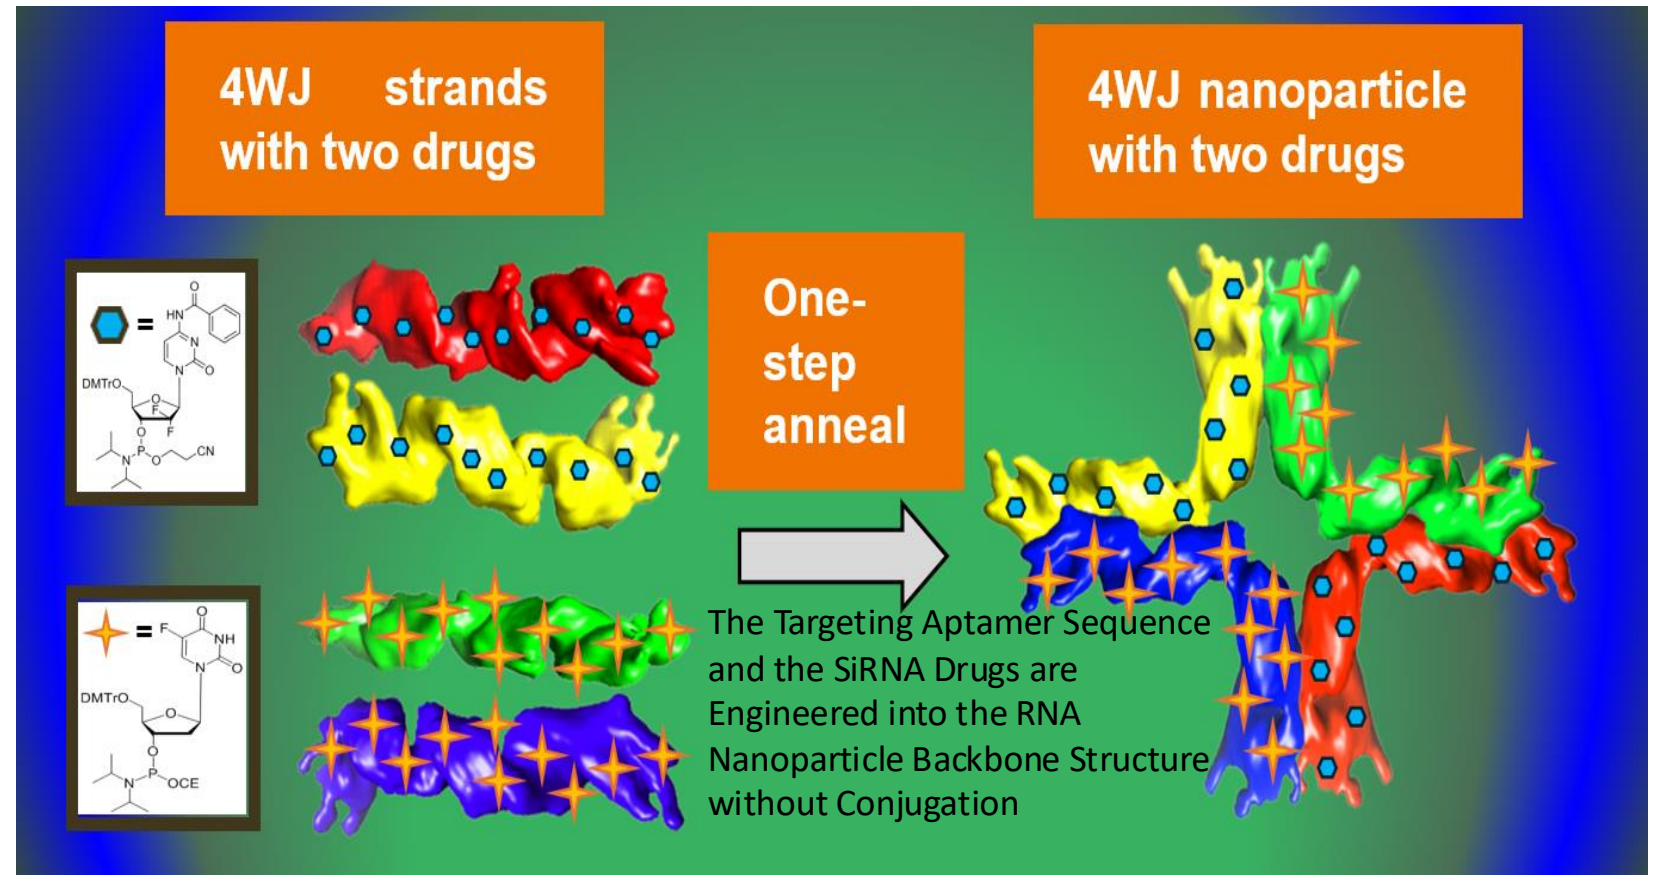 4WJ strands
with two drugs
4WJ nanoparticle
with two drugs
One-
step
anneal
=
O
HN
N
N
O
DMTrO
O
F
F
O
P
N
O
CN
=
F
O
NH
N
O
DMTrO
O
O
P
N
OCE
The Targeting Aptamer Sequence
and the SiRNA Drugs are
Engineered into the RNA
Nanoparticle Backbone Structure
without Conjugation